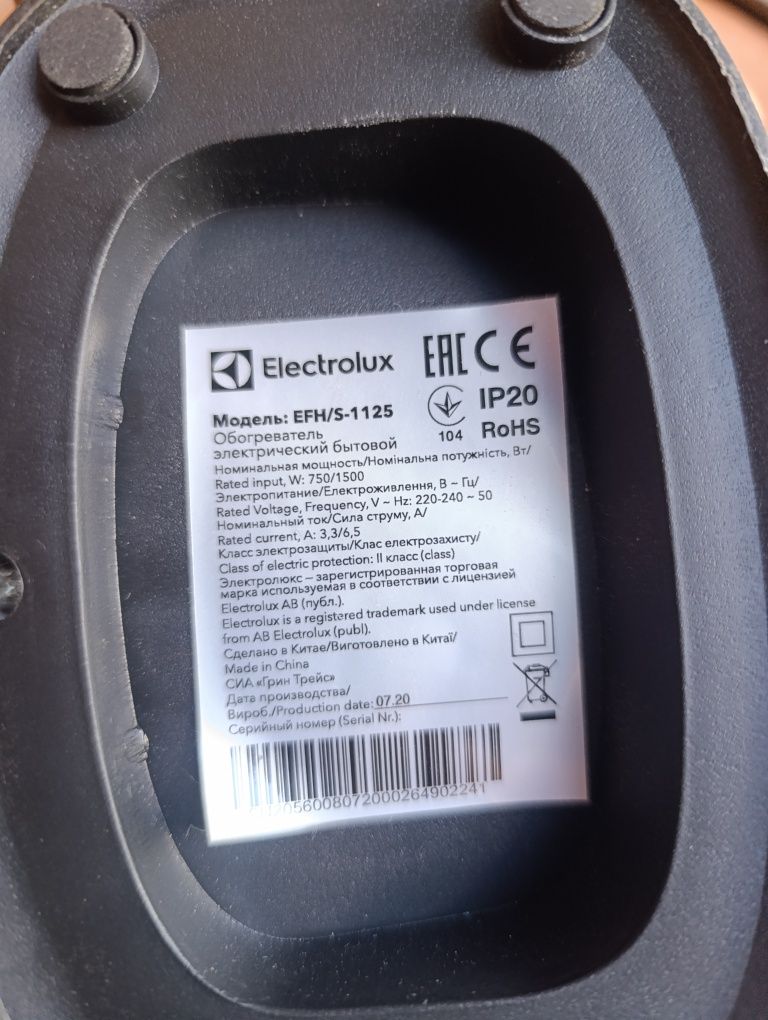 Electrolux
EAC CE
Модель: EFH/S-1125
IP20
Обогреватель
электрический бытовой
104
RoHS
Номинальная мощность/Номінальна потужність, Вт/
Rated input, W: 750/1500
Электропитание/Електроживлення, В ~ Гц/
Rated Voltage, Frequency, V ~ Hz: 220-240 ~ 50
Номинальный ток/Сила струму, А/
Rated current, A: 3,3/6,5
Класс электрозащиты/Клас електрозахисту/
Class of electric protection: II класс (class)
Электролюкс – зарегистрированная торговая
марка используемая в соответствии с лицензией
Electrolux AB (публ.).
Electrolux is a registered trademark used under license
from AB Electrolux (publ).
Сделано в Китае/Виготовлено в Китаї/
Made in China
СИА «Грин Трейс»
Дата производства/
Вироб./Production date: 07.20
Серийный номер (Serial Nr.):